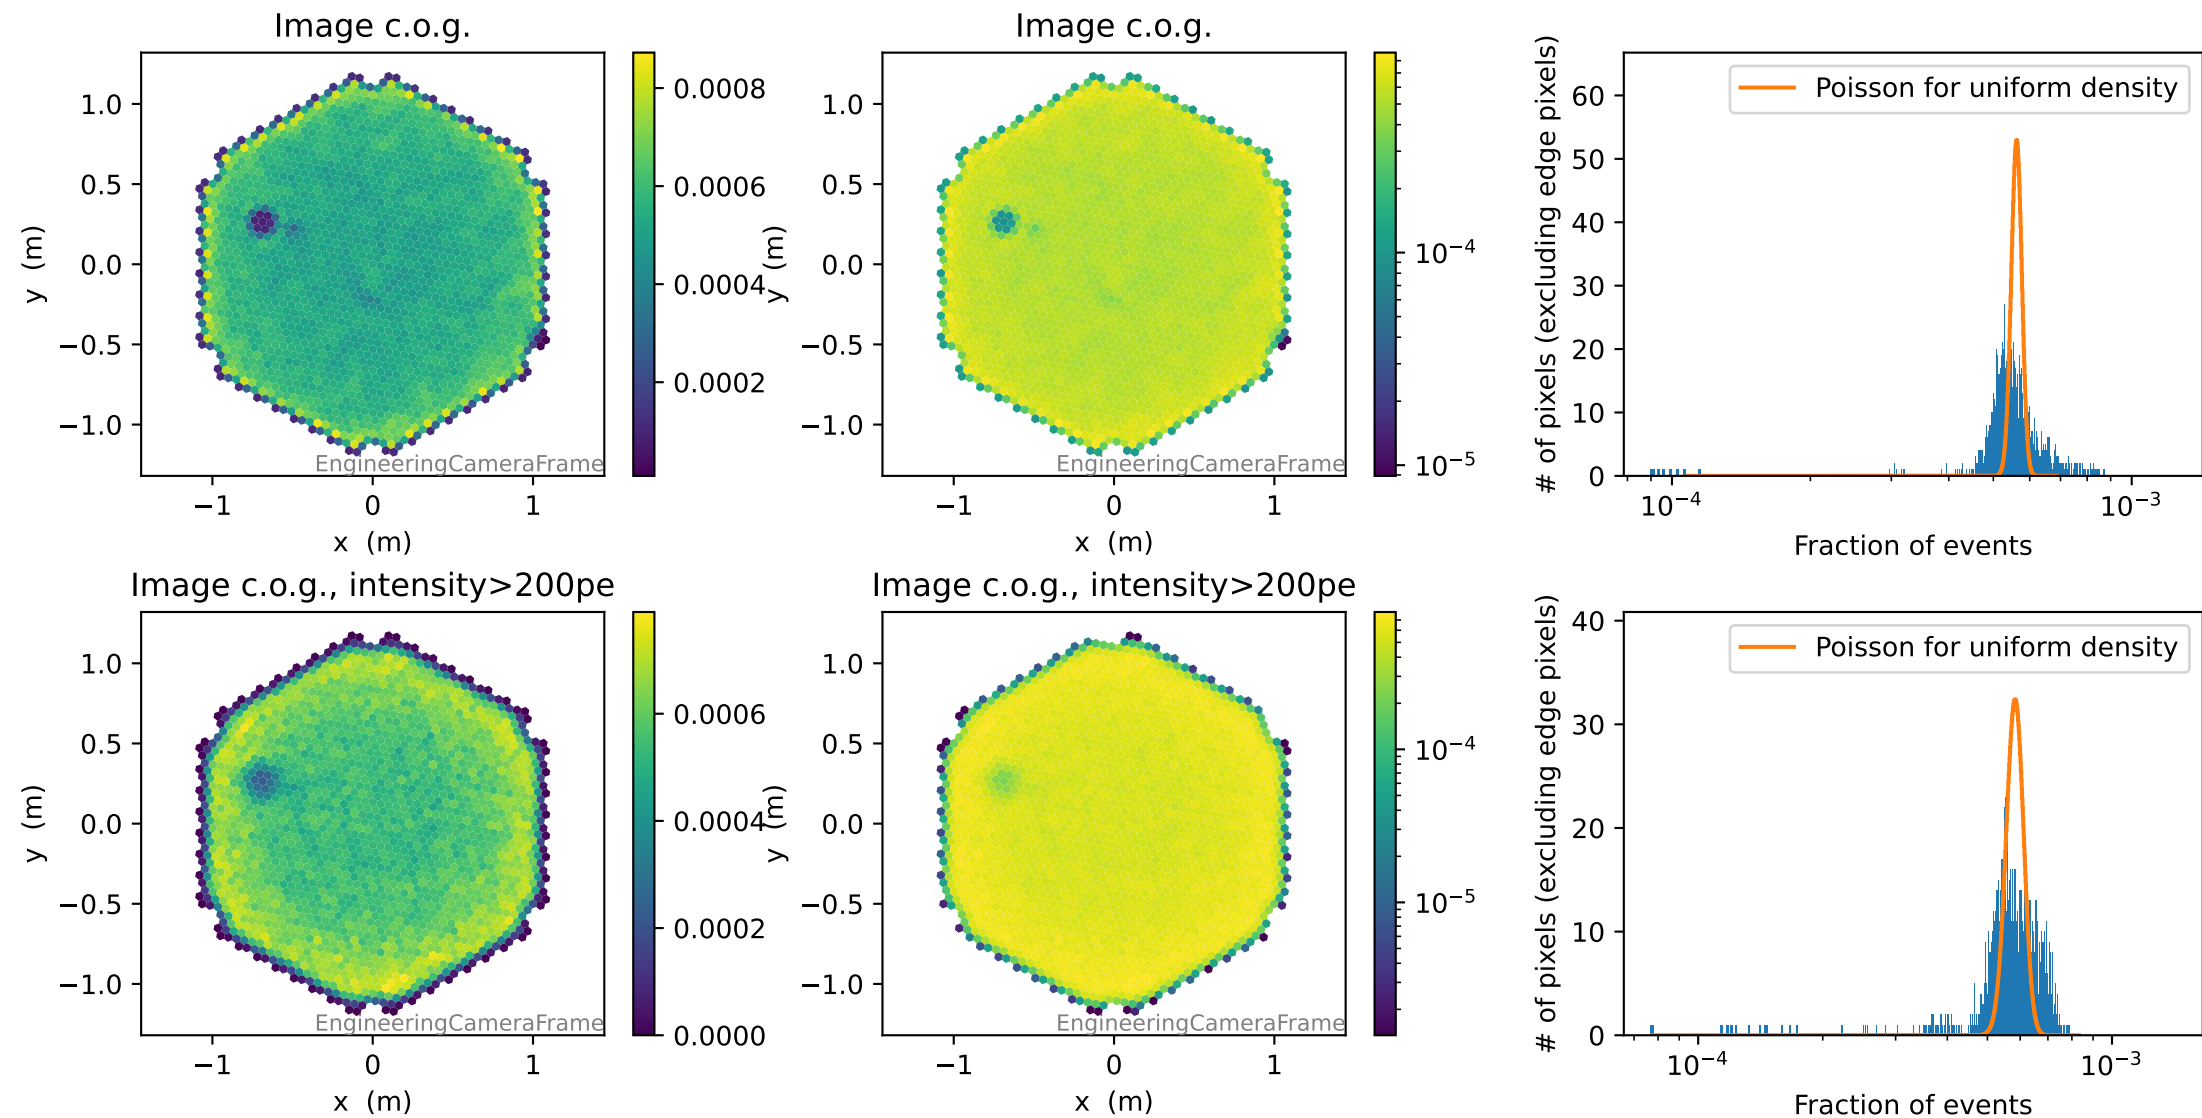 Image c.o.g.
1.0
0.5
0.0
−0.5
−1.0
y (m)
−1 0 1
x (m)
EngineeringCameraFrame
0.0008
0.0006
0.0004
0.0002
Image c.o.g.
1.0
0.5
0.0
−0.5
−1.0
y (m)
−1 0 1
x (m)
EngineeringCameraFrame
10−4
10−5
Poisson for uniform density
60
50
40
30
20
10
0
# of pixels (excluding edge pixels)
10−4 10−3
Fraction of events
Image c.o.g., intensity>200pe
1.0
0.5
0.0
−0.5
−1.0
y (m)
−1 0 1
x (m)
EngineeringCameraFrame
0.0006
0.0004
0.0002
0.0000
Image c.o.g., intensity>200pe
1.0
0.5
0.0
−0.5
−1.0
y (m)
−1 0 1
x (m)
EngineeringCameraFrame
10−4
10−5
Poisson for uniform density
40
30
20
10
0
# of pixels (excluding edge pixels)
10−4 10−3
Fraction of events